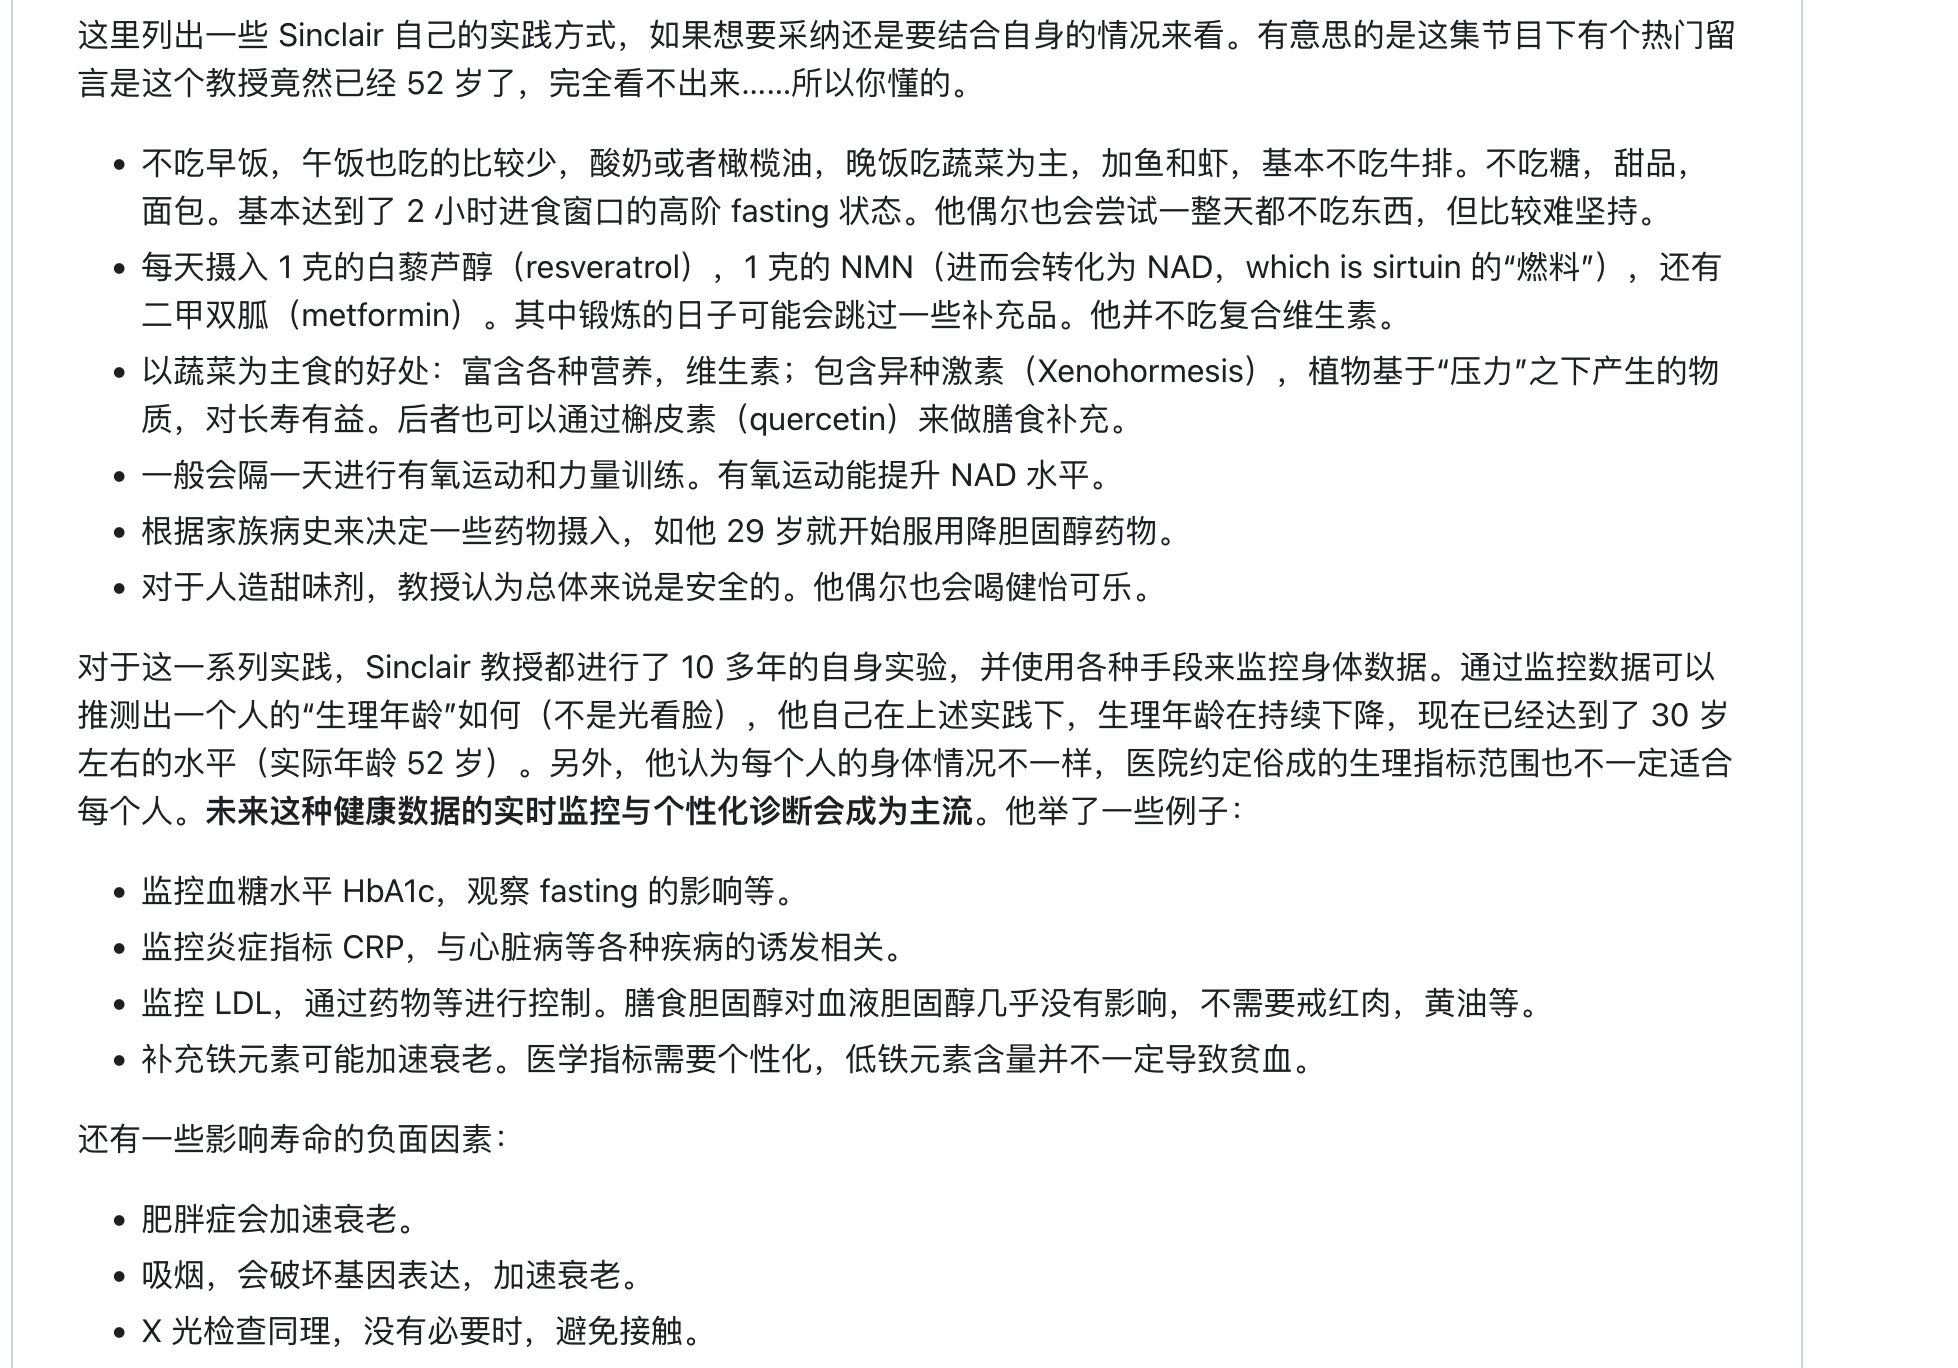 这里列出一些 Sinclair 自己的实践方式，如果想要采纳还是要结合自身的情况来看。有意思的是这集节目下有个热门留
言是这个教授竟然已经 52 岁了，完全看不出来……所以你懂的。
• 不吃早饭，午饭也吃的比较少，酸奶或者橄榄油，晚饭吃蔬菜为主，加鱼和虾，基本不吃牛排。不吃糖，甜品，
面包。基本达到了 2 小时进食窗口的高阶 fasting 状态。他偶尔也会尝试一整天都不吃东西，但比较难坚持。
• 每天摄入 1 克的白藜芦醇（resveratrol），1 克的 NMN（进而会转化为 NAD，which is sirtuin 的“燃料”），还有
二甲双胍（metformin）。其中锻炼的日子可能会跳过一些补充品。他并不吃复合维生素。
• 以蔬菜为主食的好处：富含各种营养，维生素；包含异种激素（Xenohormesis），植物基于“压力”之下产生的物
质，对长寿有益。后者也可以通过槲皮素（quercetin）来做膳食补充。
• 一般会隔一天进行有氧运动和力量训练。有氧运动能提升 NAD 水平。
• 根据家族病史来决定一些药物摄入，如他 29 岁就开始服用降胆固醇药物。
• 对于人造甜味剂，教授认为总体来说是安全的。他偶尔也会喝健怡可乐。
对于这一系列实践，Sinclair 教授都进行了 10 多年的自身实验，并使用各种手段来监控身体数据。通过监控数据可以
推测出一个人的“生理年龄”如何（不是光看脸），他自己在上述实践下，生理年龄在持续下降，现在已经达到了 30 岁
左右的水平（实际年龄 52 岁）。另外，他认为每个人的身体情况不一样，医院约定俗成的生理指标范围也不一定适合
每个人。未来这种健康数据的实时监控与个性化诊断会成为主流。他举了一些例子：
• 监控血糖水平 HbA1c，观察 fasting 的影响等。
• 监控炎症指标 CRP，与心脏病等各种疾病的诱发相关。
• 监控 LDL，通过药物等进行控制。膳食胆固醇对血液胆固醇几乎没有影响，不需要戒红肉，黄油等。
• 补充铁元素可能加速衰老。医学指标需要个性化，低铁元素含量并不一定导致贫血。
还有一些影响寿命的负面因素：
• 肥胖症会加速衰老。
• 吸烟，会破坏基因表达，加速衰老。
• X 光检查同理，没有必要时，避免接触。